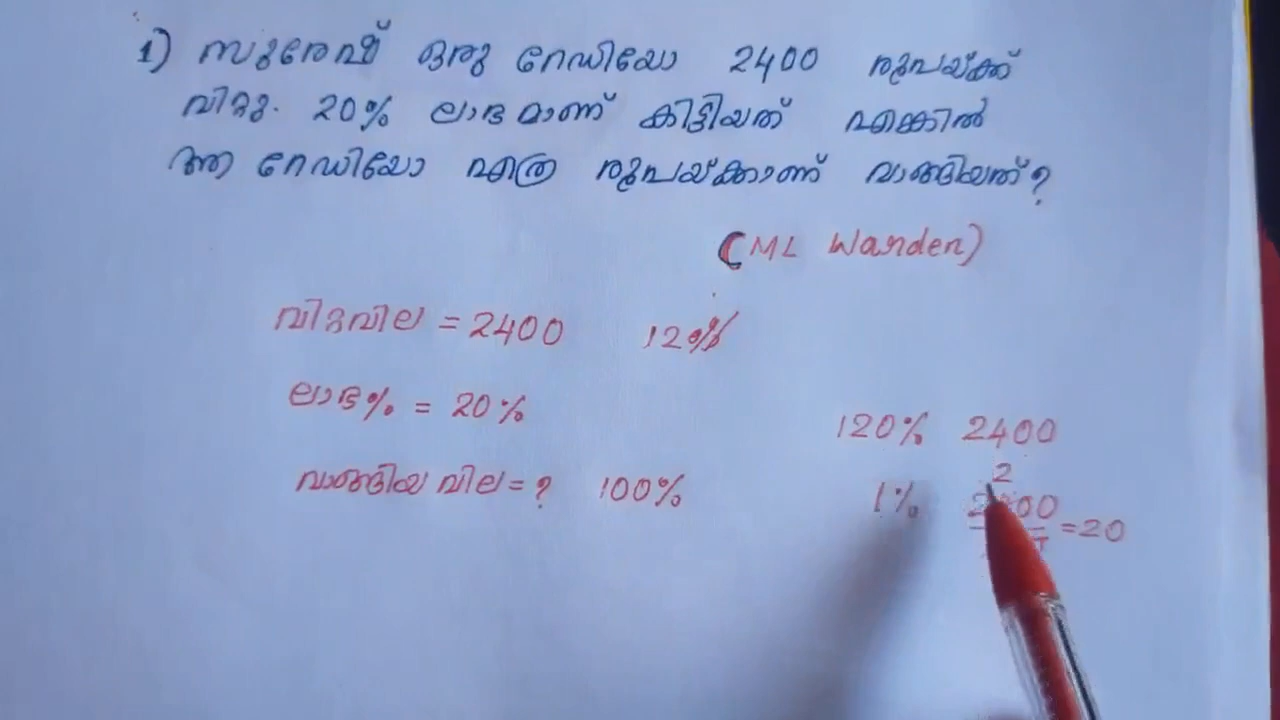 1) സുരേഷ് ഒരു റേഡിയോ 2400 രൂപയ്ക്ക്
വിറ്റു. 20% ലാഭമാണ് കിട്ടിയത് എങ്കിൽ
ആ റേഡിയോ എത്ര രൂപയ്ക്കാണ് വാങ്ങിയത്?
(ML Warden)
വിറ്റവില = 2400 120%
ലാഭ% = 20%
120% 2400
വാങ്ങിയ വില = ? 100%
2
1% = 20